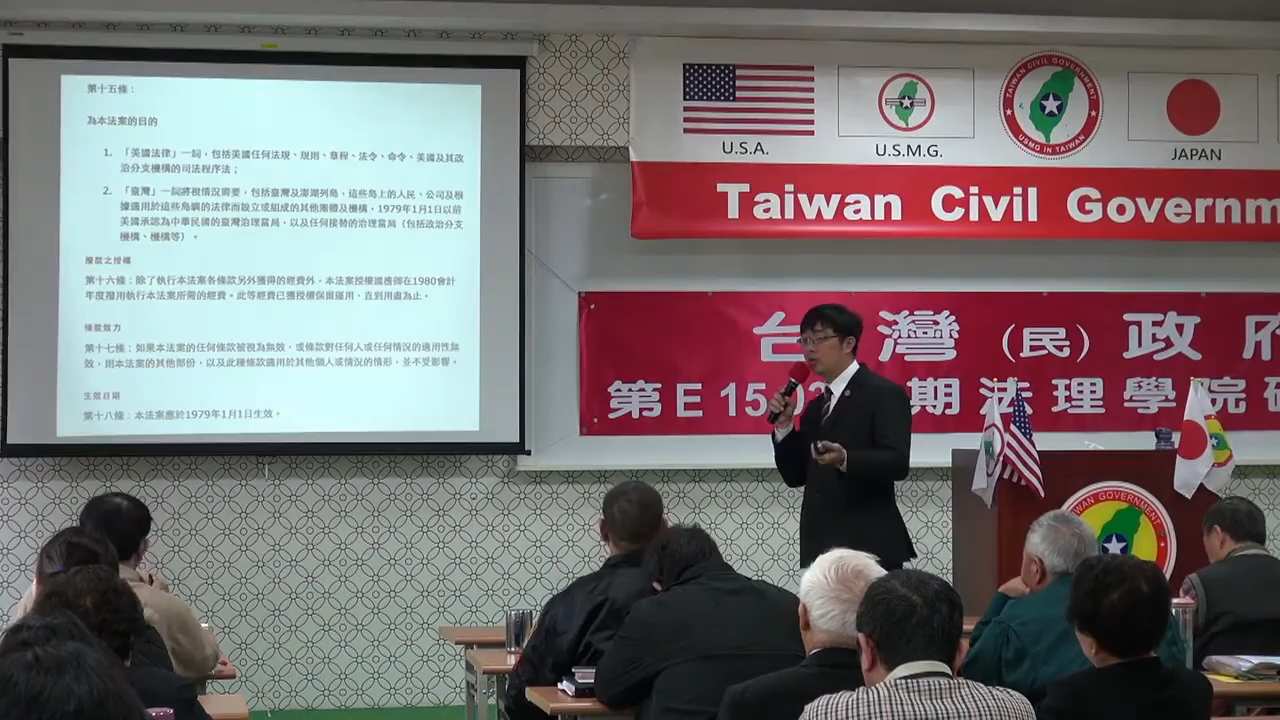 第十五條：
為本法案的目的
1. 「美國法律」一詞，包括美國任何法規、規則、章程、法令、命令、美國及其政
治分支機構的司法程序法；
2. 「臺灣」一詞將視情況需要，包括臺灣及澎湖列島，這些島上的人民、公司及根
據適用於這些島嶼的法律而設立或組成的其他團體及機構，1979年1月1日以前
美國承認為中華民國的臺灣治理當局，以及任何接替的治理當局（包括政治分支
機構、機構等）。
撥款之授權
第十六條：除了執行本法案各條款另外獲得的經費外，本法案授權國應譯在1980會計
年度撥用執行本法案所需的經費。此等經費已獲授權保留運用，直到用盡為止。
條款效力
第十七條：如果本法案的任何條款被視為無效，或條款對任何人或任何情況的適用性無
效，則本法案的其他部份，以及此種條款適用於其他個人或情況的情形，並不受影響。
生效日期
第十八條：本法案應於1979年1月1日生效。
U.S.A.
U.S.M.G.
TAIWAN CIVIL GOVERNMENT
USMG IN TAIWAN
JAPAN
Taiwan Civil Governm
台灣（民）政府
第E15 期法理學院研
TAIWAN GOVERNMENT